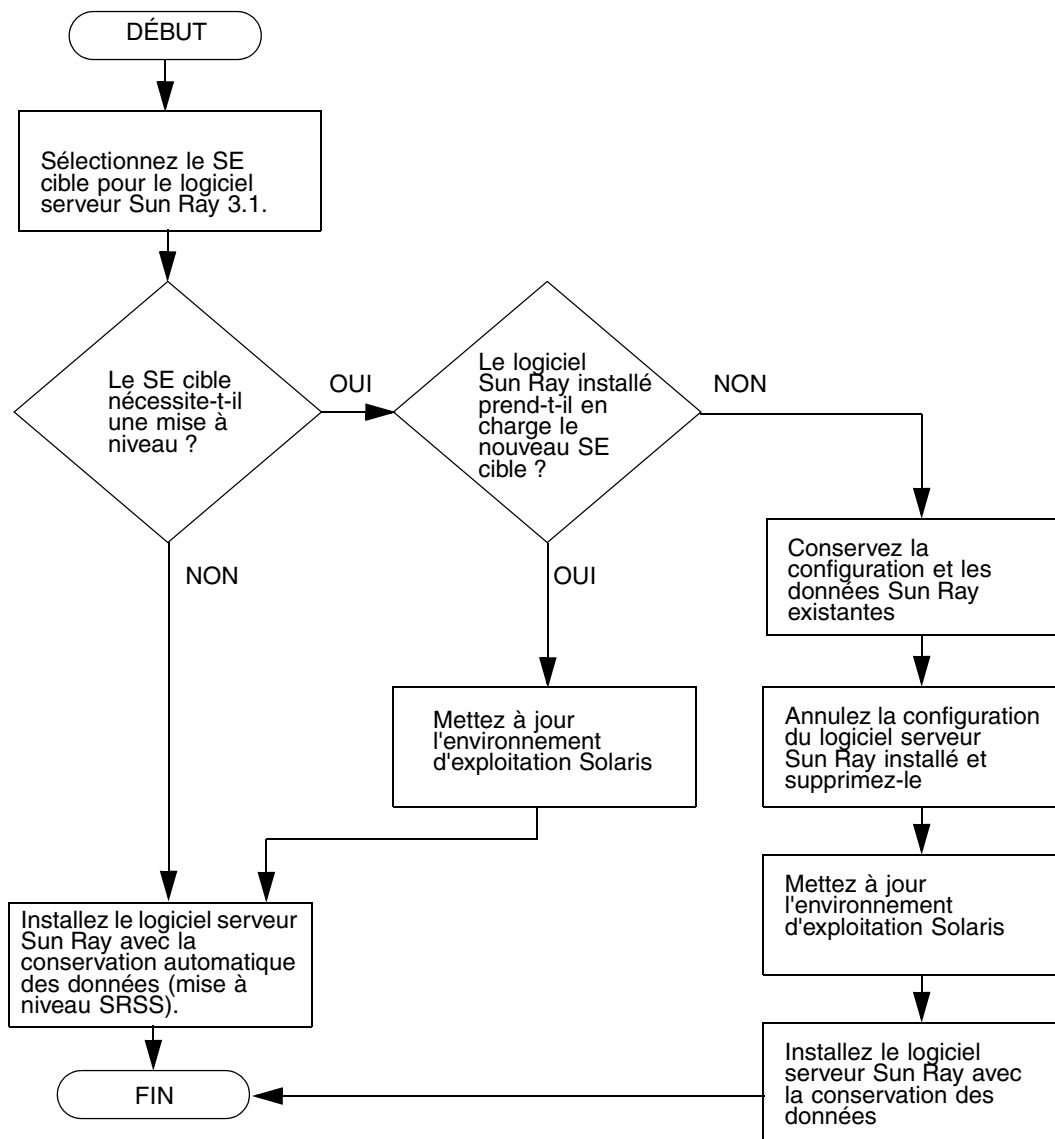 DÉBUT
Sélectionnez le SE
cible pour le logiciel
serveur Sun Ray 3.1.
Le SE cible
nécessite-t-il
une mise à
niveau ?
OUI
Le logiciel
Sun Ray installé
prend-t-il en
charge le
nouveau SE
cible ?
NON
NON
OUI
Conservez la
configuration et les
données Sun Ray
existantes
Mettez à jour
l'environnement
d'exploitation Solaris
Annulez la configuration
du logiciel serveur
Sun Ray installé et
supprimez-le
Mettez à jour
l'environnement
d'exploitation Solaris
Installez le logiciel serveur
Sun Ray avec la
conservation automatique
des données (mise à
niveau SRSS).
Installez le logiciel
serveur Sun Ray avec
la conservation des
données
FIN